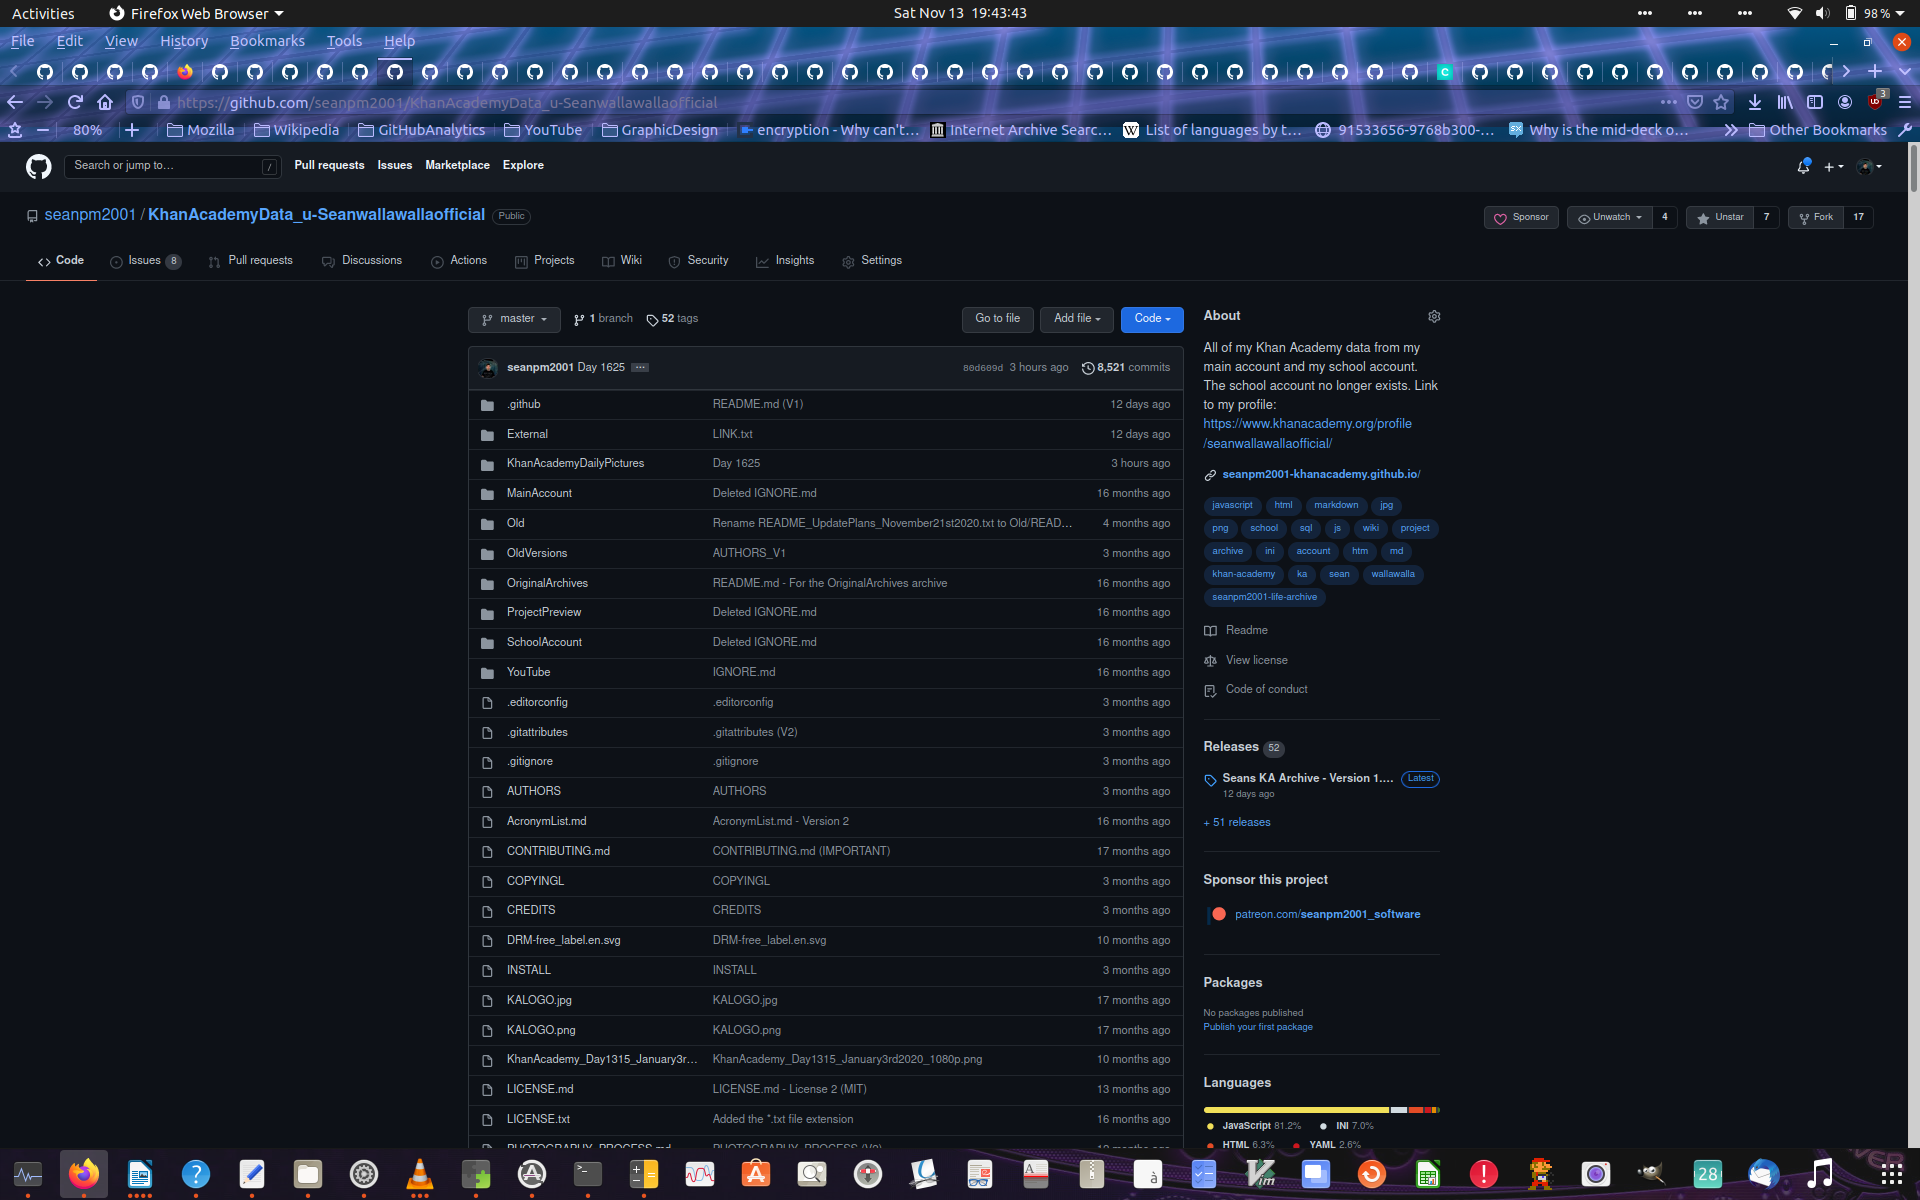 Activities
Firefox Web Browser
Sat Nov 13 19:43:43
98 %
File Edit View History Bookmarks Tools Help
https://github.com/seanpm2001/KhanAcademyData_u-Seanwallawallaofficial
3
80%
Mozilla
Wikipedia
GitHubAnalytics
YouTube
GraphicDesign
encryption - Why can't...
Internet Archive Searc...
List of languages by t...
91533656-9768b300-...
Why is the mid-deck o...
Other Bookmarks
Search or jump to...
/
Pull requests Issues Marketplace Explore
seanpm2001 / KhanAcademyData_u-Seanwallawallaofficial Public
Sponsor
Unwatch 4
Unstar 7
Fork 17
Code
Issues 8
Pull requests
Discussions
Actions
Projects
Wiki
Security
Insights
Settings
master
1 branch
52 tags
Go to file
Add file
Code
seanpm2001 Day 1625
80d609d 3 hours ago
8,521 commits
.github README.md (V1) 12 days ago
External LINK.txt 12 days ago
KhanAcademyDailyPictures Day 1625 3 hours ago
MainAccount Deleted IGNORE.md 16 months ago
Old Rename README_UpdatePlans_November21st2020.txt to Old/READ... 4 months ago
OldVersions AUTHORS_V1 3 months ago
OriginalArchives README.md - For the OriginalArchives archive 16 months ago
ProjectPreview Deleted IGNORE.md 16 months ago
SchoolAccount Deleted IGNORE.md 16 months ago
YouTube IGNORE.md 16 months ago
.editorconfig .editorconfig 3 months ago
.gitattributes .gitattributes (V2) 3 months ago
.gitignore .gitignore 3 months ago
AUTHORS AUTHORS 3 months ago
AcronymList.md AcronymList.md - Version 2 16 months ago
CONTRIBUTING.md CONTRIBUTING.md (IMPORTANT) 17 months ago
COPYINGL COPYINGL 3 months ago
CREDITS CREDITS 3 months ago
DRM-free_label.en.svg DRM-free_label.en.svg 10 months ago
INSTALL INSTALL 3 months ago
KALOGO.jpg KALOGO.jpg 17 months ago
KALOGO.png KALOGO.png 17 months ago
KhanAcademy_Day1315_January3r... KhanAcademy_Day1315_January3rd2020_1080p.png 10 months ago
LICENSE.md LICENSE.md - License 2 (MIT) 13 months ago
LICENSE.txt Added the *.txt file extension 16 months ago
About
All of my Khan Academy data from my
main account and my school account.
The school account no longer exists. Link
to my profile:
https://www.khanacademy.org/profile
/seanwallawallaofficial/
seanpm2001-khanacademy.github.io/
javascript html markdown jpg
png school sql js wiki project
archive ini account htm md
khan-academy ka sean wallawalla
seanpm2001-life-archive
Readme
View license
Code of conduct
Releases 52
Seans KA Archive - Version 1.... Latest
12 days ago
+ 51 releases
Sponsor this project
patreon.com/seanpm2001_software
Packages
No packages published
Publish your first package
Languages
JavaScript 81.2% INI 7.0%
HTML 6.3% YAML 2.6%
28